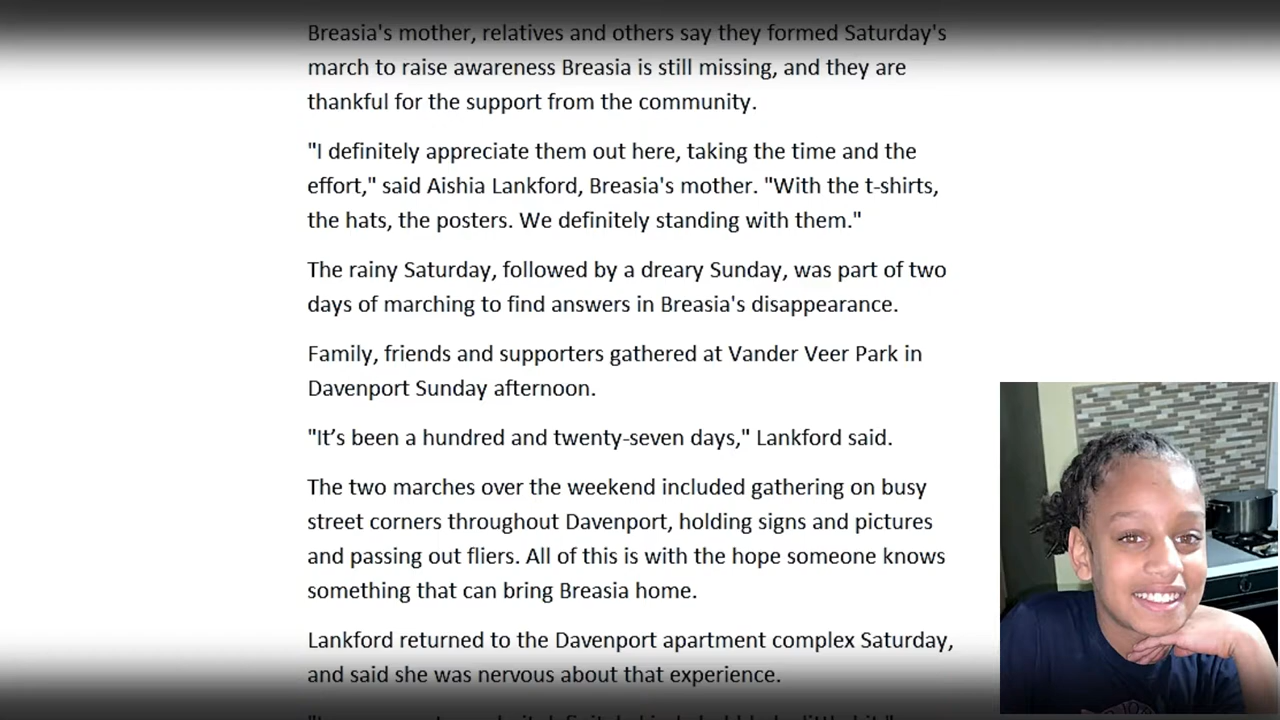 Breasia's mother, relatives and others say they formed Saturday's
march to raise awareness Breasia is still missing, and they are
thankful for the support from the community.
"I definitely appreciate them out here, taking the time and the
effort," said Aishia Lankford, Breasia's mother. "With the t-shirts,
the hats, the posters. We definitely standing with them."
The rainy Saturday, followed by a dreary Sunday, was part of two
days of marching to find answers in Breasia's disappearance.
Family, friends and supporters gathered at Vander Veer Park in
Davenport Sunday afternoon.
"It’s been a hundred and twenty-seven days," Lankford said.
The two marches over the weekend included gathering on busy
street corners throughout Davenport, holding signs and pictures
and passing out fliers. All of this is with the hope someone knows
something that can bring Breasia home.
Lankford returned to the Davenport apartment complex Saturday,
and said she was nervous about that experience.